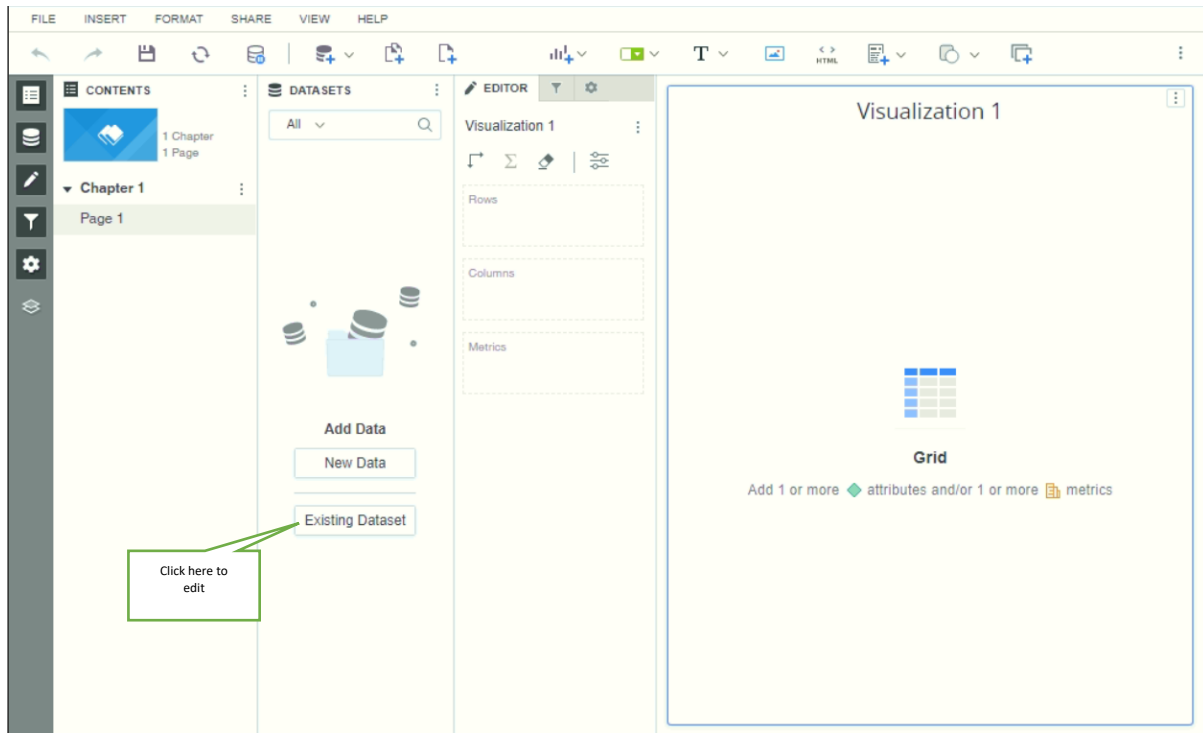 FILE INSERT FORMAT SHARE VIEW HELP
T
< >
HTML
CONTENTS
1 Chapter
1 Page
Chapter 1
Page 1
DATASETS
All
Add Data
New Data
Existing Dataset
Click here to
edit
EDITOR
Visualization 1
Σ
Rows
Columns
Metrics
Visualization 1
Grid
Add 1 or more attributes and/or 1 or more metrics